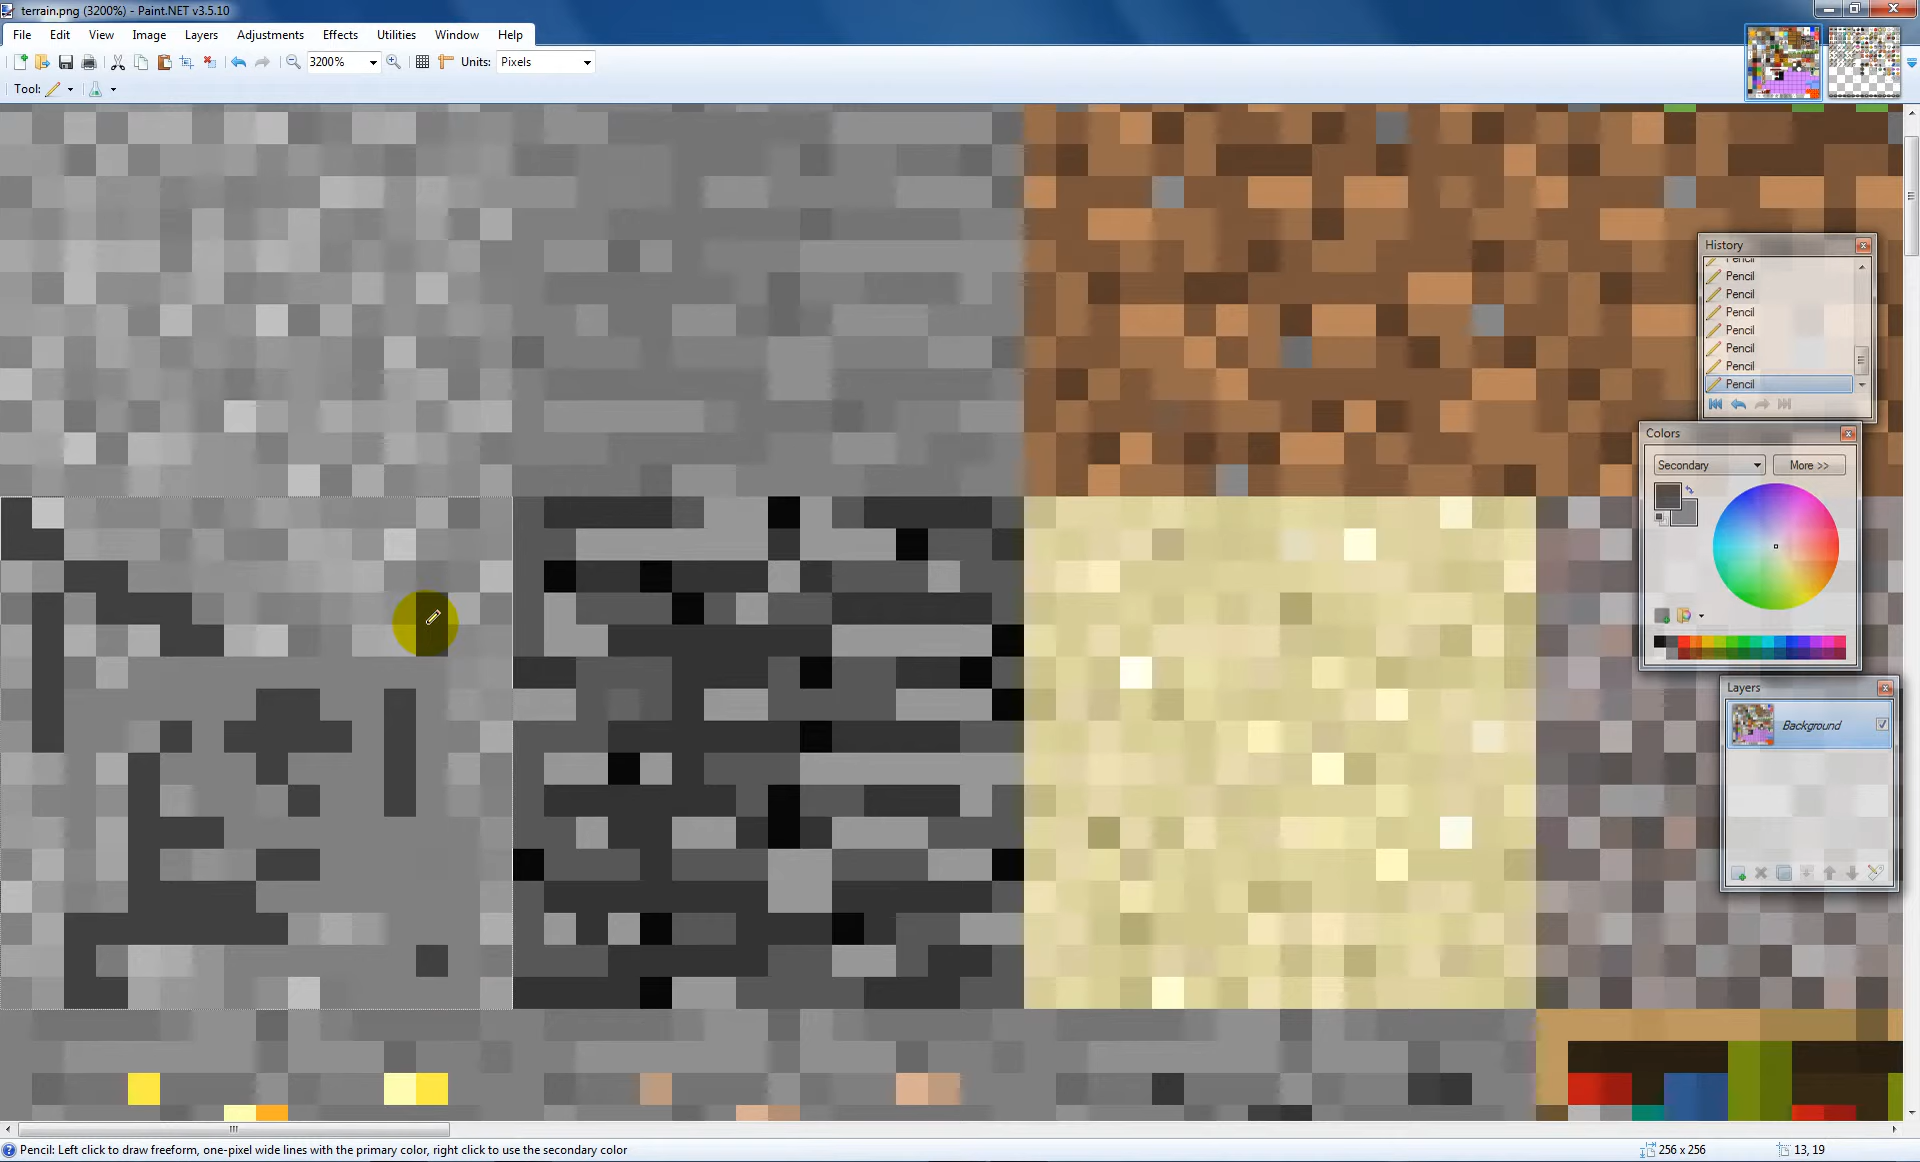 terrain.png (3200%) - Paint.NET v3.5.10
File Edit View Image Layers Adjustments Effects Utilities Window Help
3200% Units: Pixels
Tool:
History
Pencil
Pencil
Pencil
Pencil
Pencil
Pencil
Pencil
Pencil
Colors
Secondary More >>
Layers
Background
Pencil: Left click to draw freeform, one-pixel wide lines with the primary color, right click to use the secondary color 256 x 256 13, 19